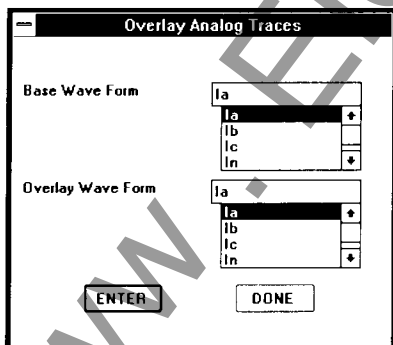 Overlay Analog Traces
Base Wave Form
Ia
Ia
Ib
Ic
In
Overlay Wave Form
Ia
Ia
Ib
Ic
In
ENTER
DONE